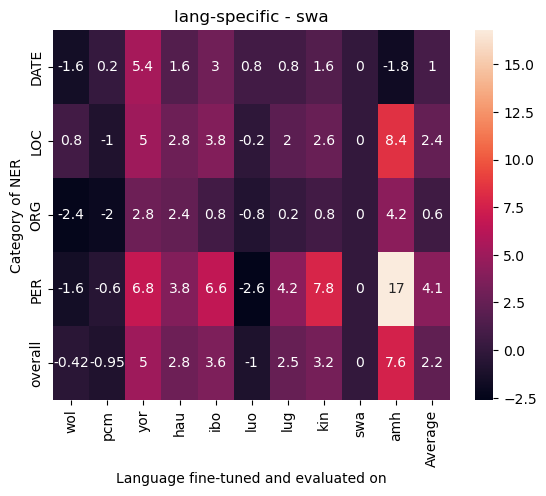 lang-specific - swa
Category of NER
DATE -1.6 0.2 5.4 1.6 3 0.8 0.8 1.6 0 -1.8 1
LOC 0.8 -1 5 2.8 3.8 -0.2 2 2.6 0 8.4 2.4
ORG -2.4 -2 2.8 2.4 0.8 -0.8 0.2 0.8 0 4.2 0.6
PER -1.6 -0.6 6.8 3.8 6.6 -2.6 4.2 7.8 0 17 4.1
overall -0.42 -0.95 5 2.8 3.6 -1 2.5 3.2 0 7.6 2.2
wol pcm yor hau ibo luo lug kin swa amh Average
Language fine-tuned and evaluated on
15.0
12.5
10.0
7.5
5.0
2.5
0.0
−2.5